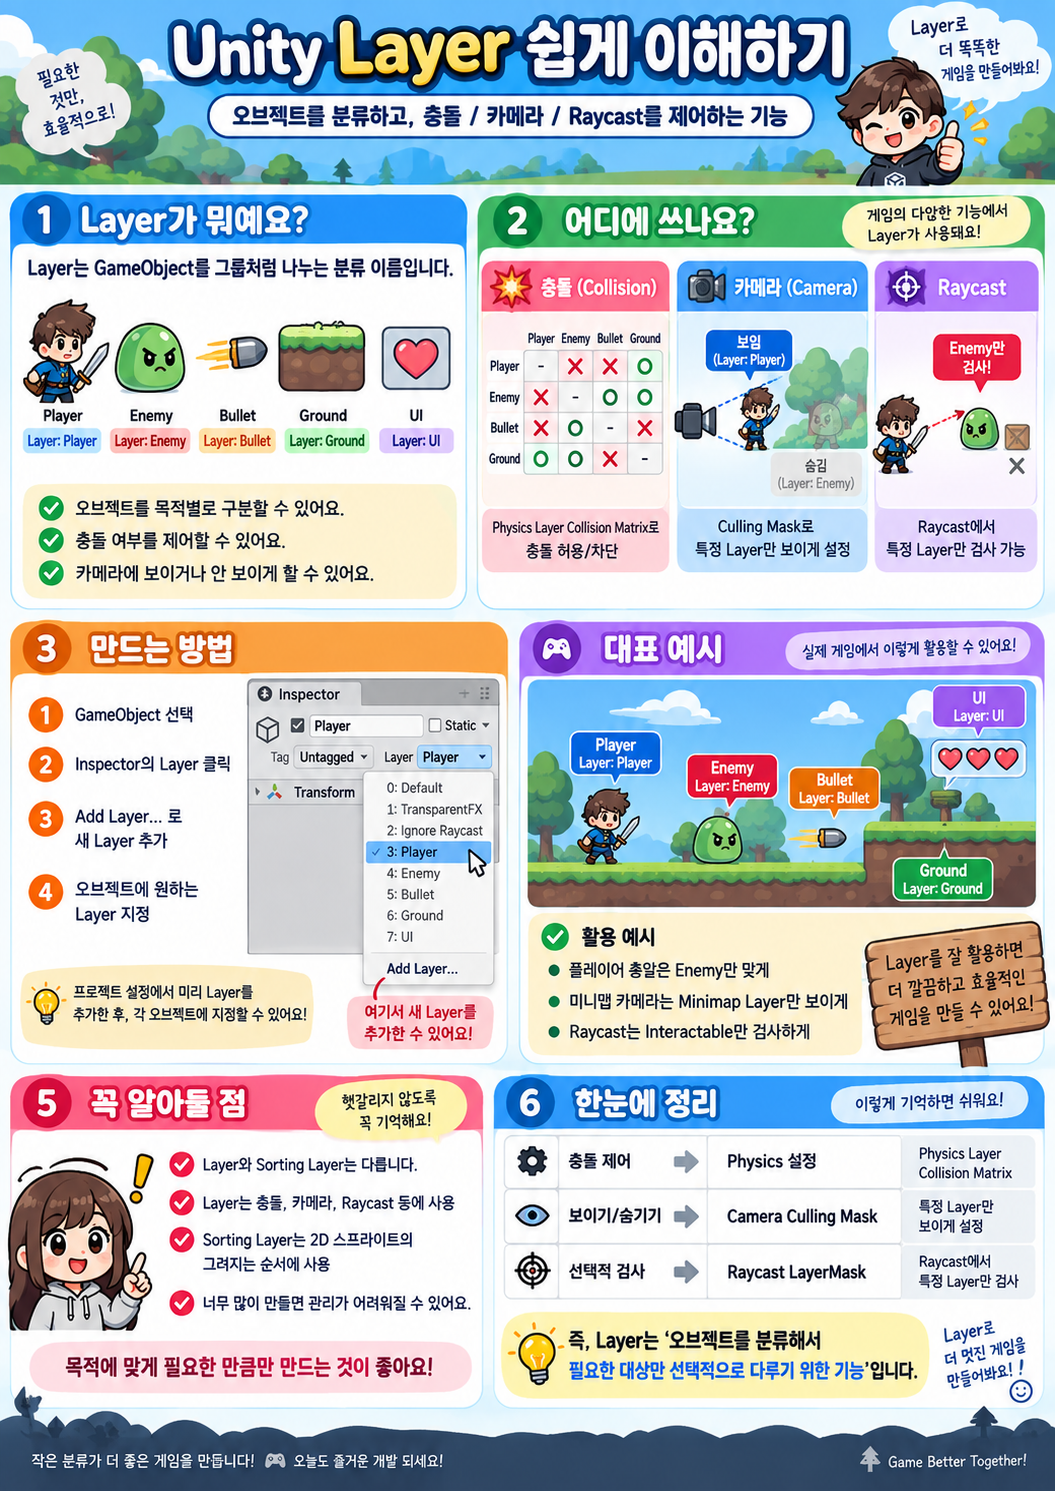 필요한
것만,
효율적으로!
Unity Layer 쉽게 이해하기
오브젝트를 분류하고, 충돌 / 카메라 / Raycast를 제어하는 기능
Layer로
더 똑똑한
게임을 만들어봐요!
1 Layer가 뭐예요?
Layer는 GameObject를 그룹처럼 나누는 분류 이름입니다.
Player Enemy Bullet Ground UI
Layer: Player Layer: Enemy Layer: Bullet Layer: Ground Layer: UI
오브젝트를 목적별로 구분할 수 있어요.
충돌 여부를 제어할 수 있어요.
카메라에 보이거나 안 보이게 할 수 있어요.
2 어디에 쓰나요?
게임의 다양한 기능에서
Layer가 사용돼요!
충돌 (Collision)
Player Enemy Bullet Ground
Player - X X O
Enemy X - O O
Bullet X O - X
Ground O O X -
Physics Layer Collision Matrix로
충돌 허용/차단
카메라 (Camera)
보임
(Layer: Player)
숨김
(Layer: Enemy)
Culling Mask로
특정 Layer만 보이게 설정
Raycast
Enemy만
검사!
Raycast에서
특정 Layer만 검사 가능
3 만드는 방법
1 GameObject 선택
2 Inspector의 Layer 클릭
3 Add Layer... 로
새 Layer 추가
4 오브젝트에 원하는
Layer 지정
Inspector
Player Static
Tag Untagged Layer Player
Transform
0: Default
1: TransparentFX
2: Ignore Raycast
✓ 3: Player
4: Enemy
5: Bullet
6: Ground
7: UI
Add Layer...
프로젝트 설정에서 미리 Layer를
추가한 후, 각 오브젝트에 지정할 수 있어요!
여기서 새 Layer를
추가한 수 있어요!
대표 예시
실제 게임에서 이렇게 활용할 수 있어요!
Player
Layer: Player
Enemy
Layer: Enemy
Bullet
Layer: Bullet
UI
Layer: UI
Ground
Layer: Ground
활용 예시
플레이어 총알은 Enemy만 맞게
미니맵 카메라는 Minimap Layer만 보이게
Raycast는 Interactable만 검사하게
Layer를 잘 활용하면
더 깔끔하고 효율적인
게임을 만들 수 있어요!
5 꼭 알아둘 점
헷갈리지 않도록
꼭 기억해요!
Layer와 Sorting Layer는 다릅니다.
Layer는 충돌, 카메라, Raycast 등에 사용
Sorting Layer는 2D 스프라이트의
그려지는 순서에 사용
너무 많이 만들면 관리가 어려워질 수 있어요.
목적에 맞게 필요한 만큼만 만드는 것이 좋아요!
6 한눈에 정리
이렇게 기억하면 쉬워요!
충돌 제어 Physics 설정 Physics Layer
Collision Matrix
보이기/숨기기 Camera Culling Mask 특정 Layer만
보이게 설정
선택적 검사 Raycast LayerMask Raycast에서
특정 Layer만 검사
즉, Layer는 '오브젝트를 분류해서
필요한 대상만 선택적으로 다루기 위한 기능'입니다.
Layer로
더 멋진 게임을
만들어봐요!!
작은 분류가 더 좋은 게임을 만듭니다! 오늘도 즐거운 개발 되세요!
Game Better Together!